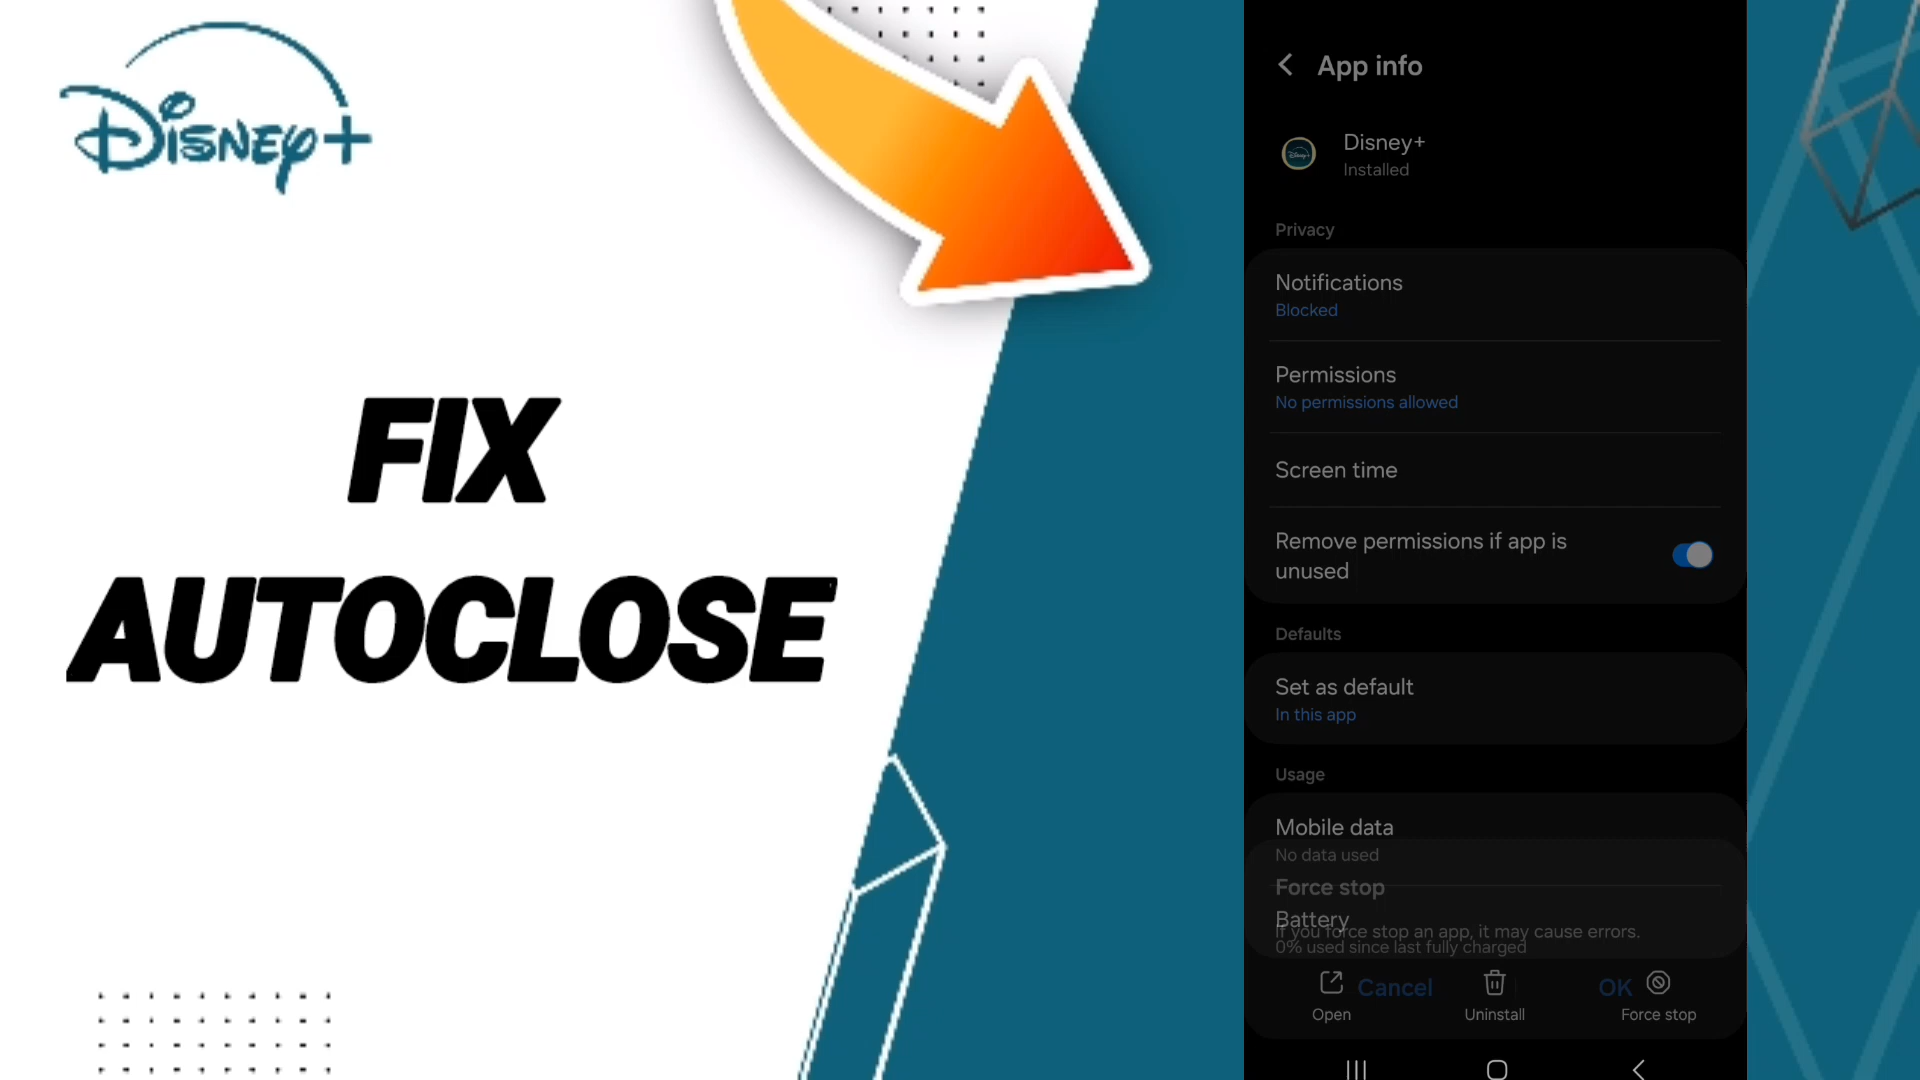 Disney+
FIX
AUTOCLOSE
App info
Disney+
Installed
Privacy
Notifications
Blocked
Permissions
No permissions allowed
Screen time
Remove permissions if app is
unused
Defaults
Set as default
In this app
Usage
Mobile data
No data used
Force stop
Battery
If you force stop an app, it may cause errors.
0% used since last fully charged
Cancel
OK
Open
Uninstall
Force stop